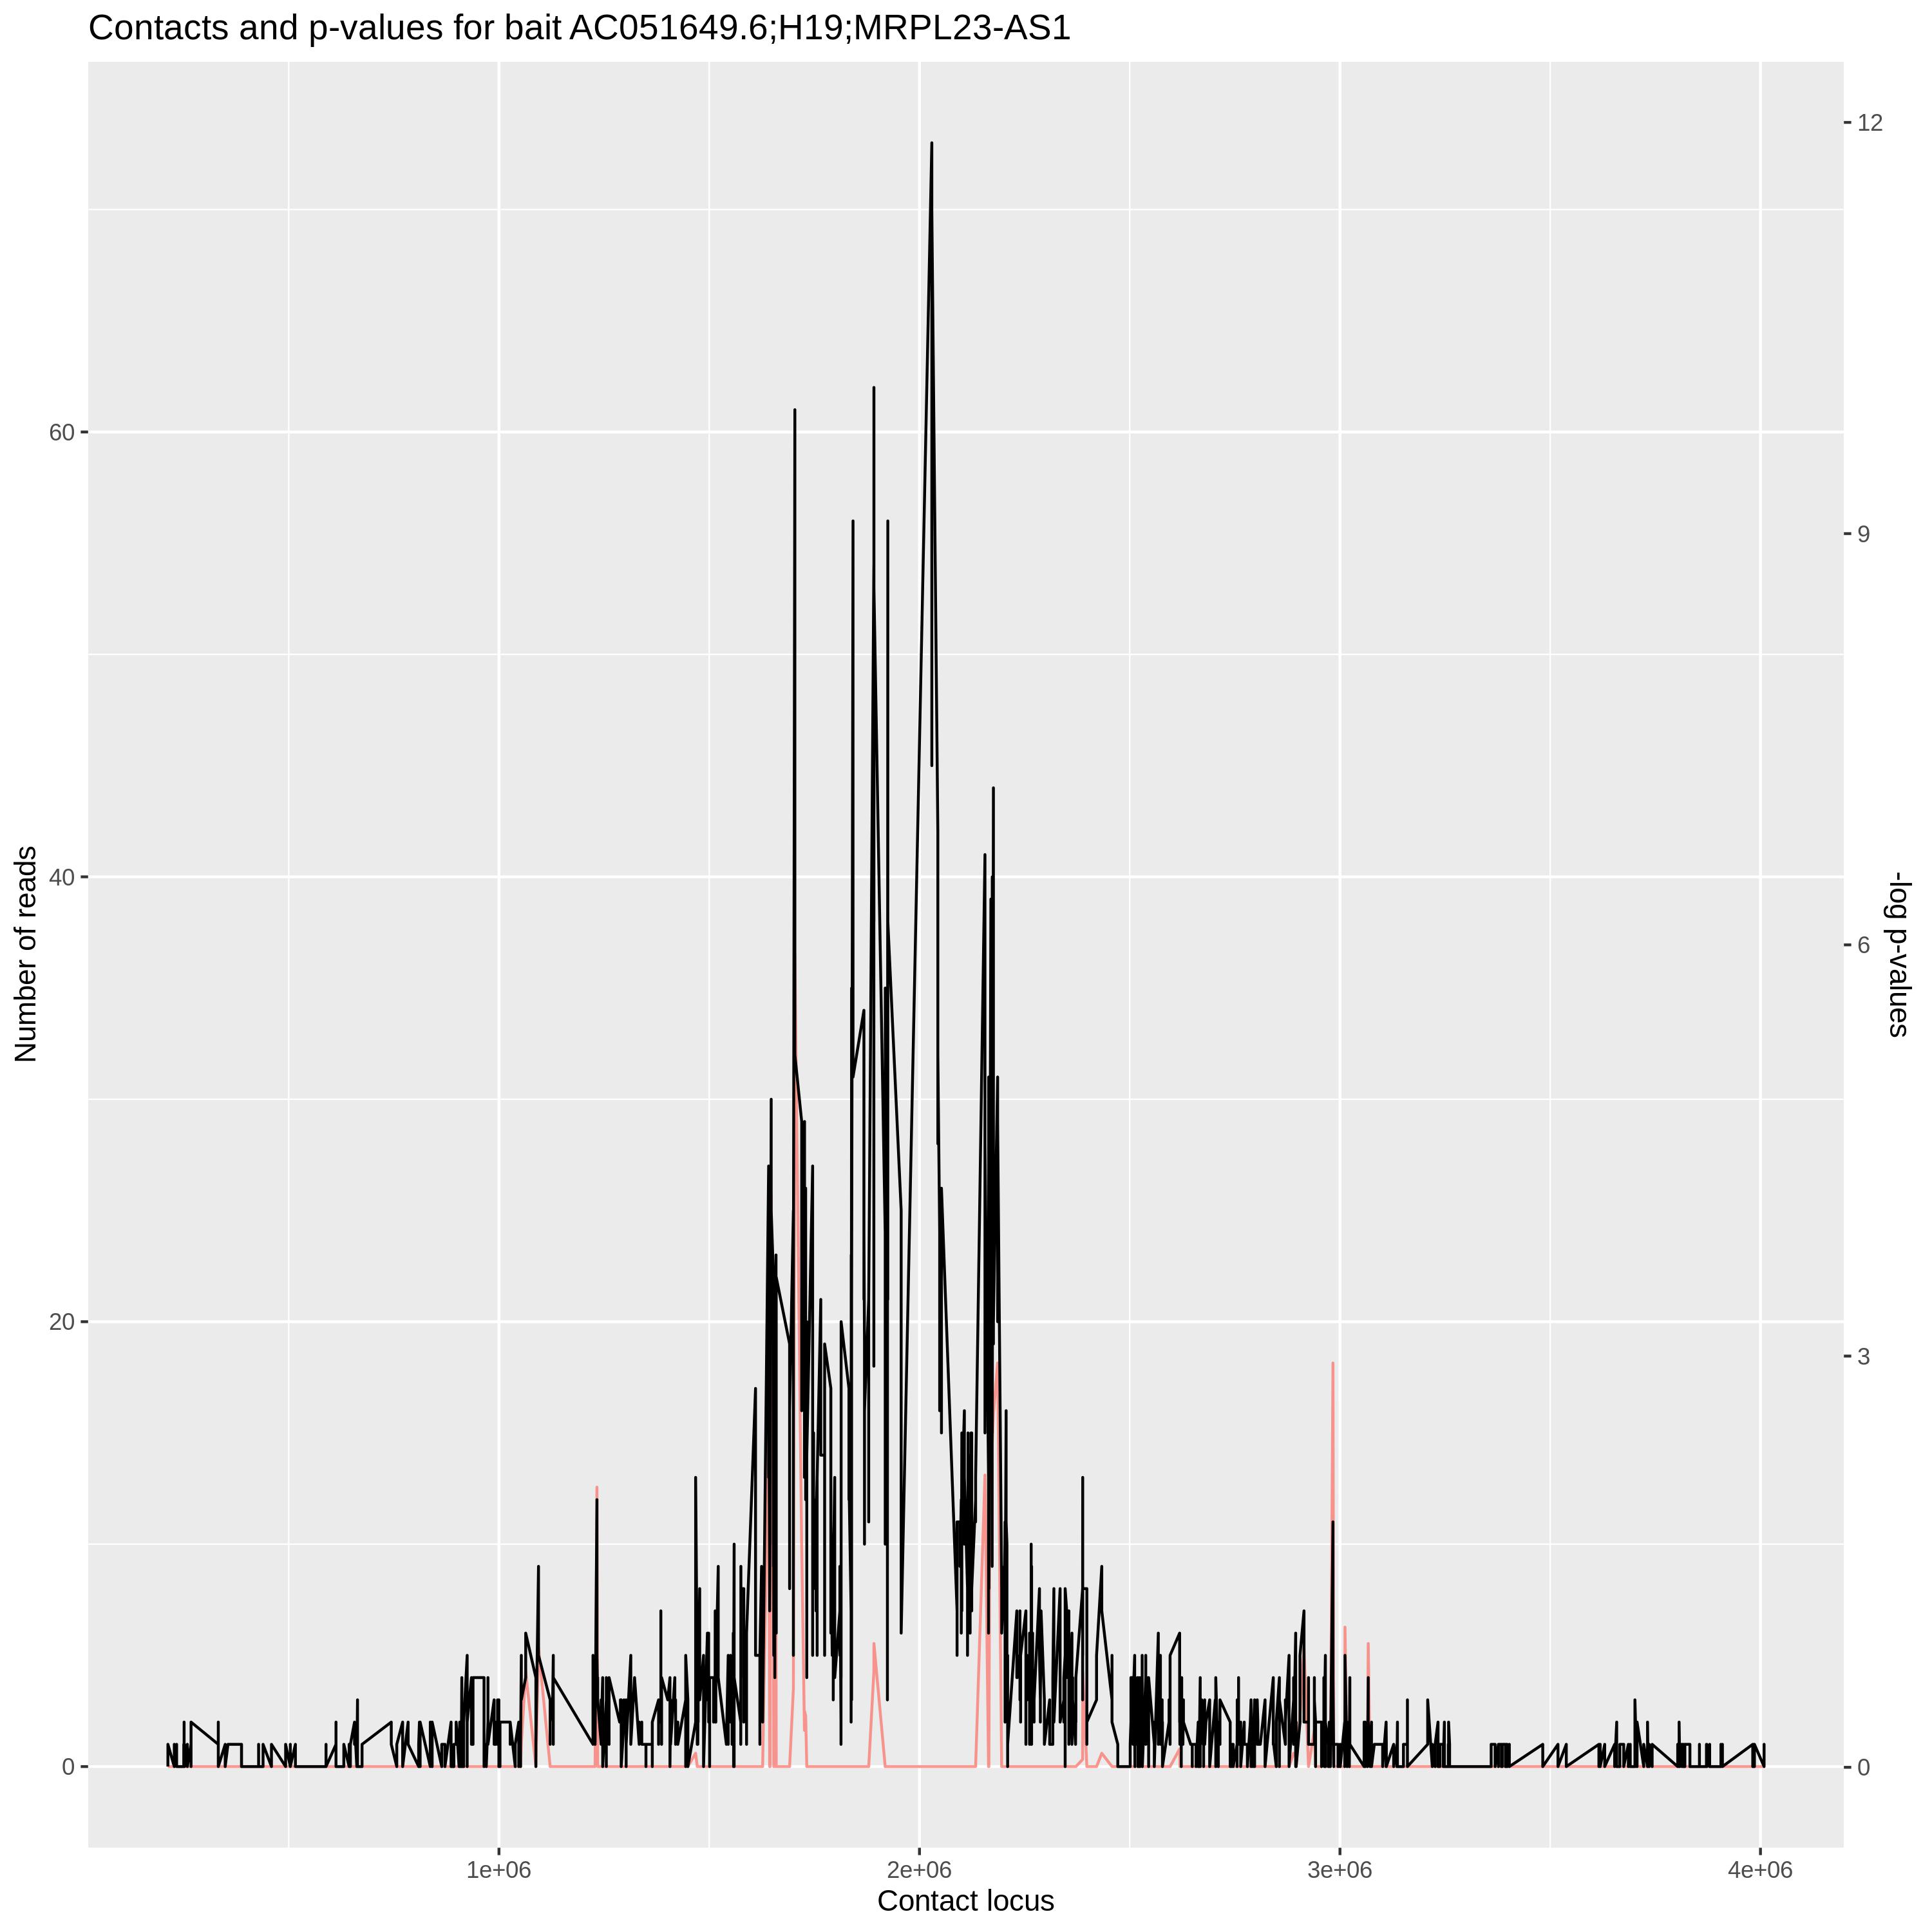 Contacts and p-values for bait AC051649.6;H19;MRPL23-AS1
Number of reads
60
40
20
0
12
9
6
3
0
-log p-values
1e+06 2e+06 3e+06 4e+06
Contact locus